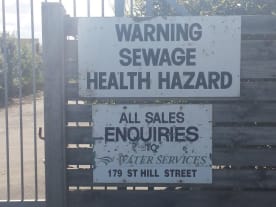 WARNING
SEWAGE
HEALTH HAZARD
ALL SALES
ENQUIRIES
TO
WATER SERVICES
179 ST HILL STREET